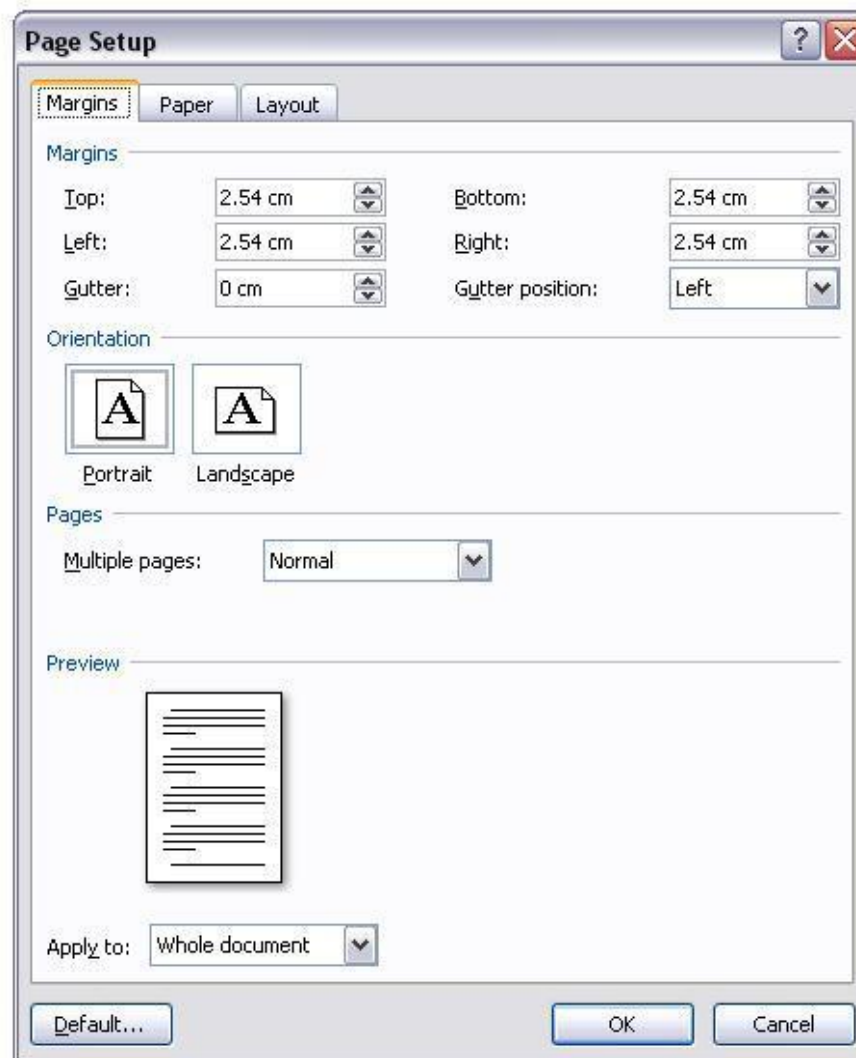 Page Setup
Margins Paper Layout
Margins
Top: 2.54 cm Bottom: 2.54 cm
Left: 2.54 cm Right: 2.54 cm
Gutter: 0 cm Gutter position: Left
Orientation
A A
Portrait Landscape
Pages
Multiple pages: Normal
Preview
Apply to: Whole document
Default... OK Cancel